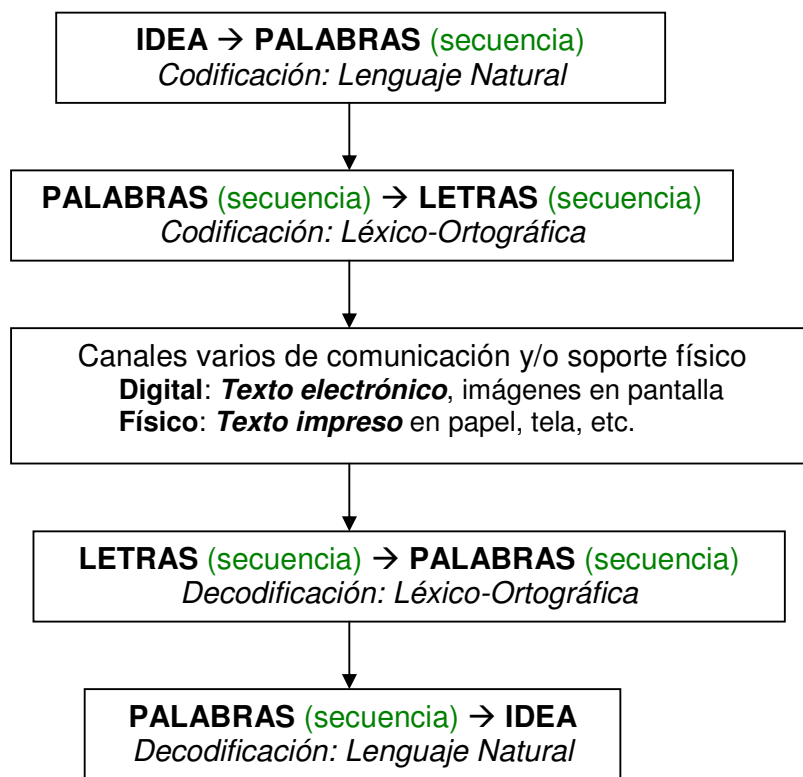 IDEA → PALABRAS (secuencia)
Codificación: Lenguaje Natural
PALABRAS (secuencia) → LETRAS (secuencia)
Codificación: Léxico-Ortográfica
Canales varios de comunicación y/o soporte físico
Digital: Texto electrónico, imágenes en pantalla
Físico: Texto impreso en papel, tela, etc.
LETRAS (secuencia) → PALABRAS (secuencia)
Decodificación: Léxico-Ortográfica
PALABRAS (secuencia) → IDEA
Decodificación: Lenguaje Natural